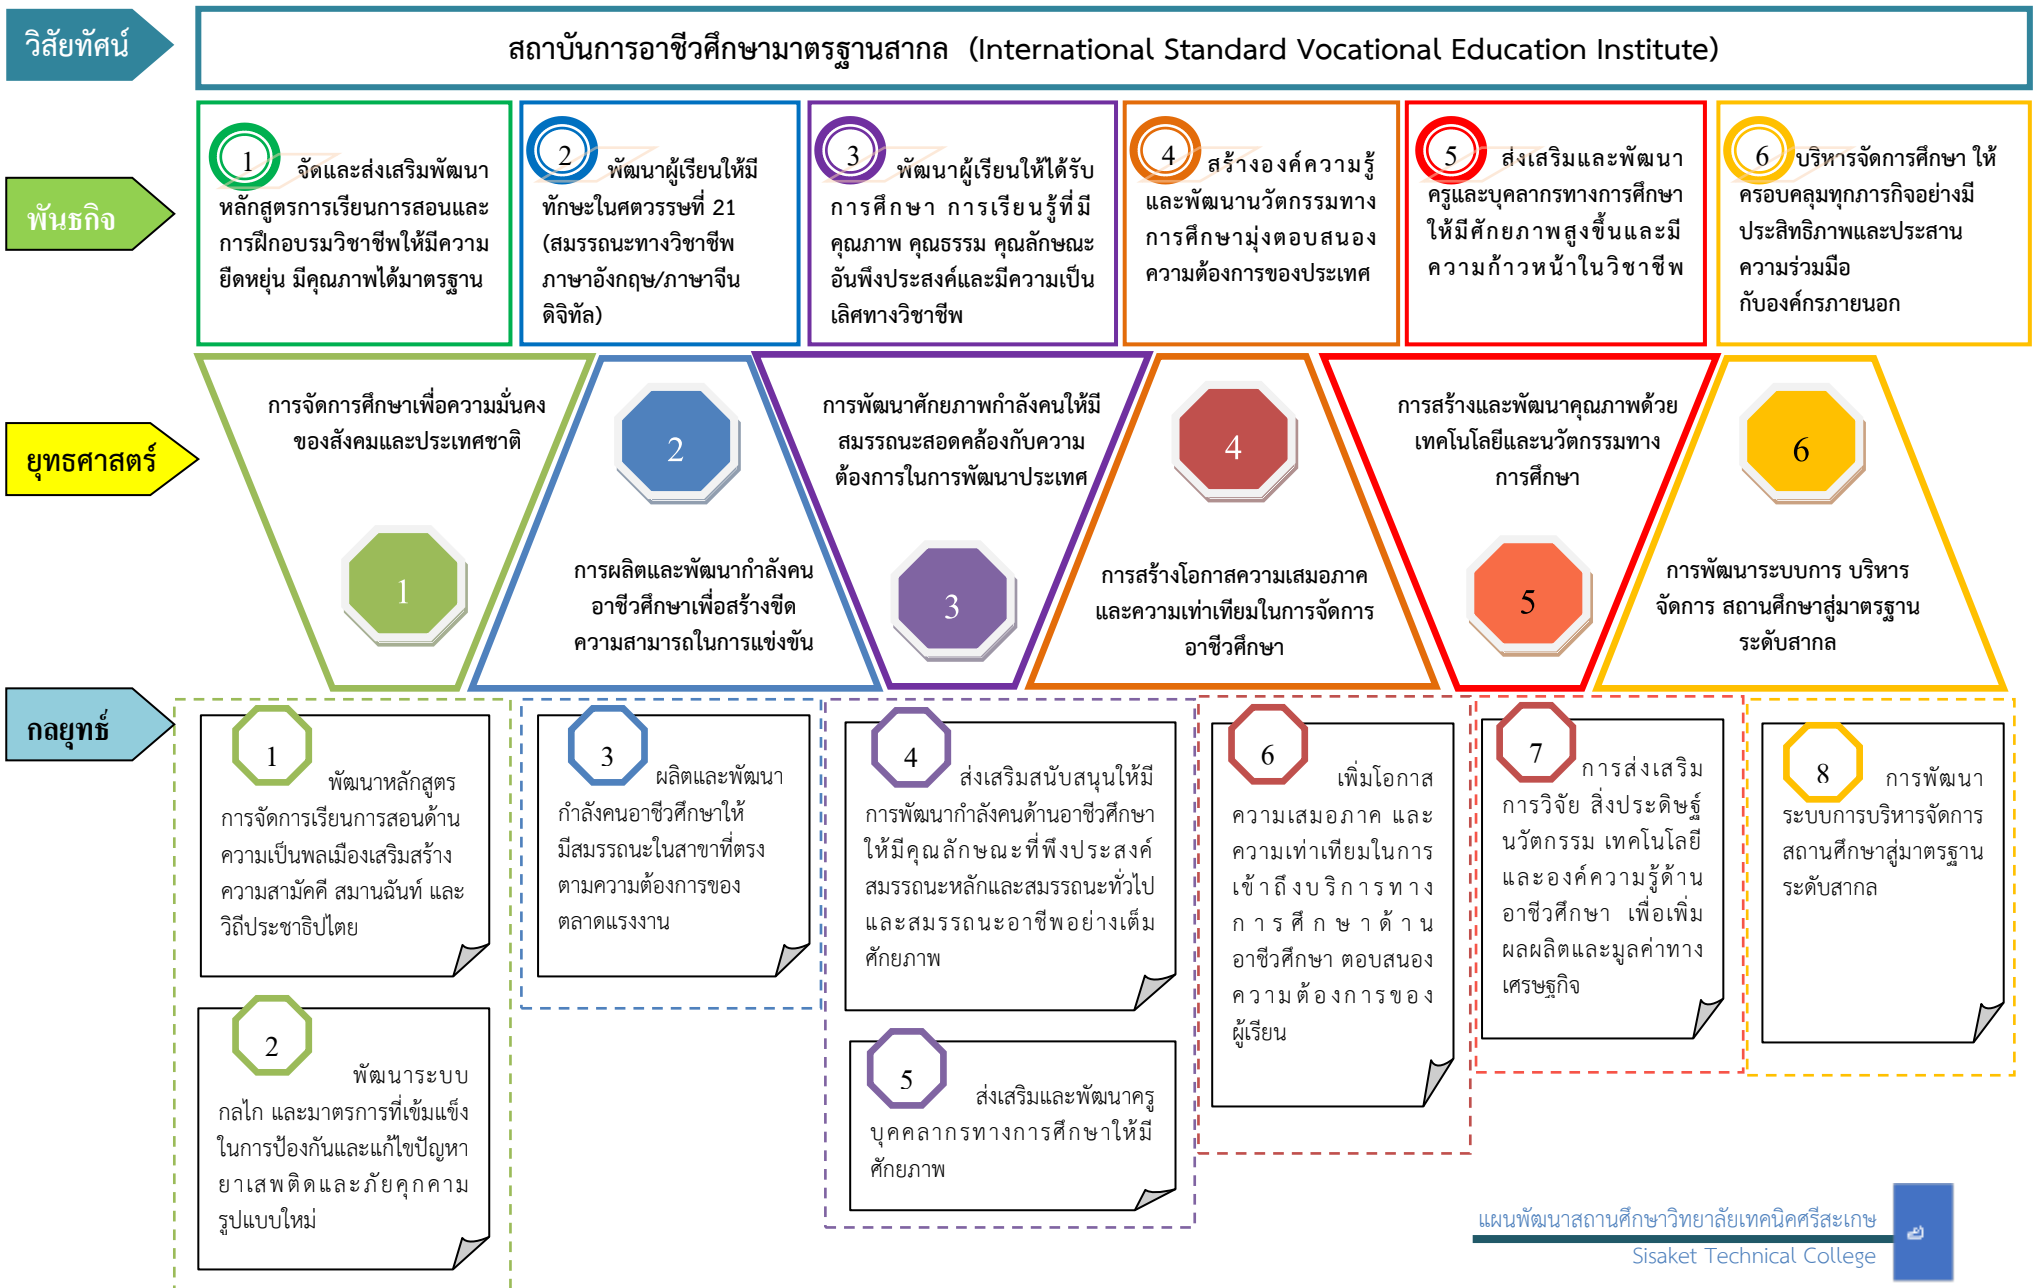 วิสัยทัศน์
สถาบันการอาชีวศึกษามาตรฐานสากล (International Standard Vocational Education Institute)
พันธกิจ
1 จัดและส่งเสริมพัฒนา
หลักสูตรการเรียนการสอนและ
การฝึกอบรมวิชาชีพให้มีความ
ยืดหยุ่น มีคุณภาพได้มาตรฐาน
2 พัฒนาผู้เรียนให้มี
ทักษะในศตวรรษที่ 21
(สมรรถนะทางวิชาชีพ
ภาษาอังกฤษ/ภาษาจีน
ดิจิทัล)
3 พัฒนาผู้เรียนให้ได้รับ
การศึกษา การเรียนรู้ที่มี
คุณภาพ คุณธรรม คุณลักษณะ
อันพึงประสงค์และมีความเป็น
เลิศทางวิชาชีพ
4 สร้างองค์ความรู้
และพัฒนานวัตกรรมทาง
การศึกษามุ่งตอบสนอง
ความต้องการของประเทศ
5 ส่งเสริมและพัฒนา
ครูและบุคลากรทางการศึกษา
ให้มีศักยภาพสูงขึ้นและมี
ความก้าวหน้าในวิชาชีพ
6 บริหารจัดการศึกษา ให้
ครอบคลุมทุกภารกิจอย่างมี
ประสิทธิภาพและประสาน
ความร่วมมือ
กับองค์กรภายนอก
ยุทธศาสตร์
การจัดการศึกษาเพื่อความมั่นคง
ของสังคมและประเทศชาติ
1
2
การผลิตและพัฒนากำลังคน
อาชีวศึกษาเพื่อสร้างขีด
ความสามารถในการแข่งขัน
การพัฒนาศักยภาพกำลังคนให้มี
สมรรถนะสอดคล้องกับความ
ต้องการในการพัฒนาประเทศ
3
4
การสร้างโอกาสความเสมอภาค
และความเท่าเทียมในการจัดการ
อาชีวศึกษา
การสร้างและพัฒนาคุณภาพด้วย
เทคโนโลยีและนวัตกรรมทาง
การศึกษา
5
6
การพัฒนาระบบการ บริหาร
จัดการ สถานศึกษาสู่มาตรฐาน
ระดับสากล
กลยุทธ์
1
พัฒนาหลักสูตร
การจัดการเรียนการสอนด้าน
ความเป็นพลเมืองเสริมสร้าง
ความสามัคคี สมานฉันท์ และ
วิถีประชาธิปไตย
2
พัฒนาระบบ
กลไก และมาตรการที่เข้มแข็ง
ในการป้องกันและแก้ไขปัญหา
ยาเสพติดและภัยคุกคาม
รูปแบบใหม่
3
ผลิตและพัฒนา
กำลังคนอาชีวศึกษาให้
มีสมรรถนะในสาขาที่ตรง
ตามความต้องการของ
ตลาดแรงงาน
4
ส่งเสริมสนับสนุนให้มี
การพัฒนากำลังคนด้านอาชีวศึกษา
ให้มีคุณลักษณะที่พึงประสงค์
สมรรถนะหลักและสมรรถนะทั่วไป
และสมรรถนะอาชีพอย่างเต็ม
ศักยภาพ
5
ส่งเสริมและพัฒนาครู
บุคคลากรทางการศึกษาให้มี
ศักยภาพ
6
เพิ่มโอกาส
ความเสมอภาค และ
ความเท่าเทียมในการ
เข้าถึงบริการทาง
การศึกษาด้าน
อาชีวศึกษา ตอบสนอง
ความต้องการของ
ผู้เรียน
7
การส่งเสริม
การวิจัย สิ่งประดิษฐ์
นวัตกรรม เทคโนโลยี
และองค์ความรู้ด้าน
อาชีวศึกษา เพื่อเพิ่ม
ผลผลิตและมูลค่าทาง
เศรษฐกิจ
8
การพัฒนา
ระบบการบริหารจัดการ
สถานศึกษาสู่มาตรฐาน
ระดับสากล
แผนพัฒนาสถานศึกษาวิทยาลัยเทคนิคศรีสะเกษ
Sisaket Technical College